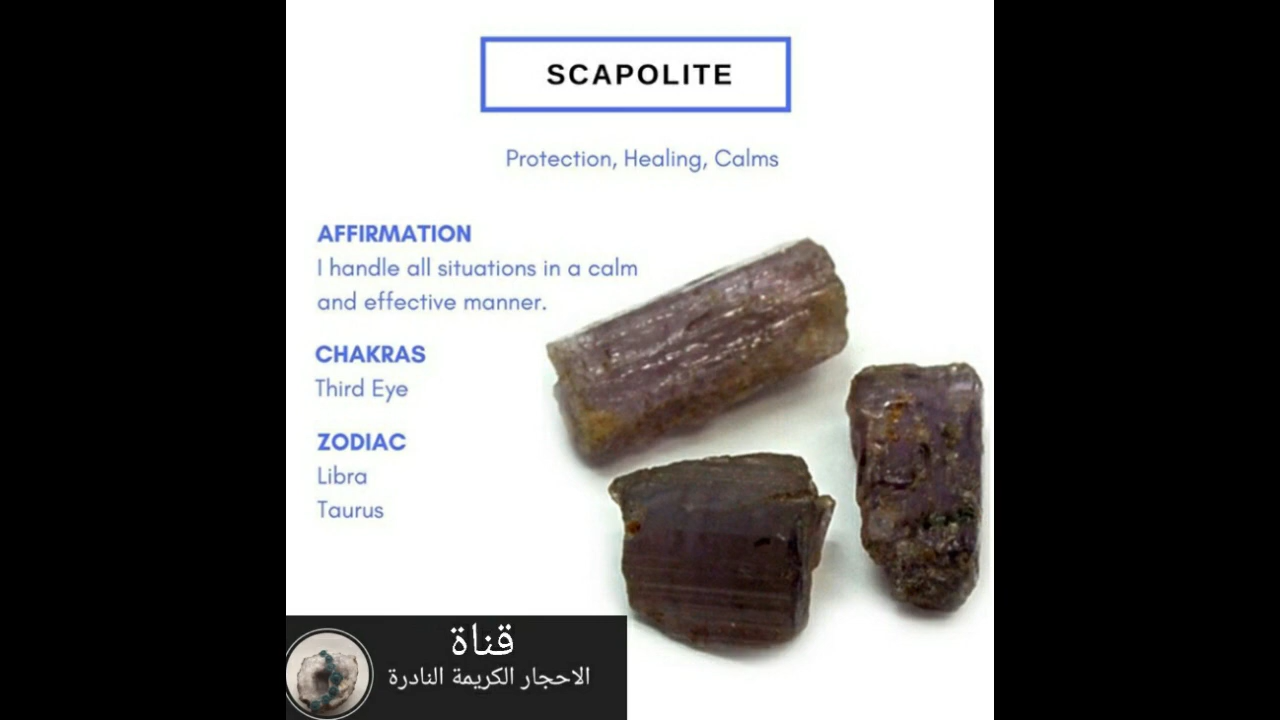 SCAPOLITE
Protection, Healing, Calms
AFFIRMATION
I handle all situations in a calm
and effective manner.
CHAKRAS
Third Eye
ZODIAC
Libra
Taurus
قناة
الاحجار الكريمة النادرة